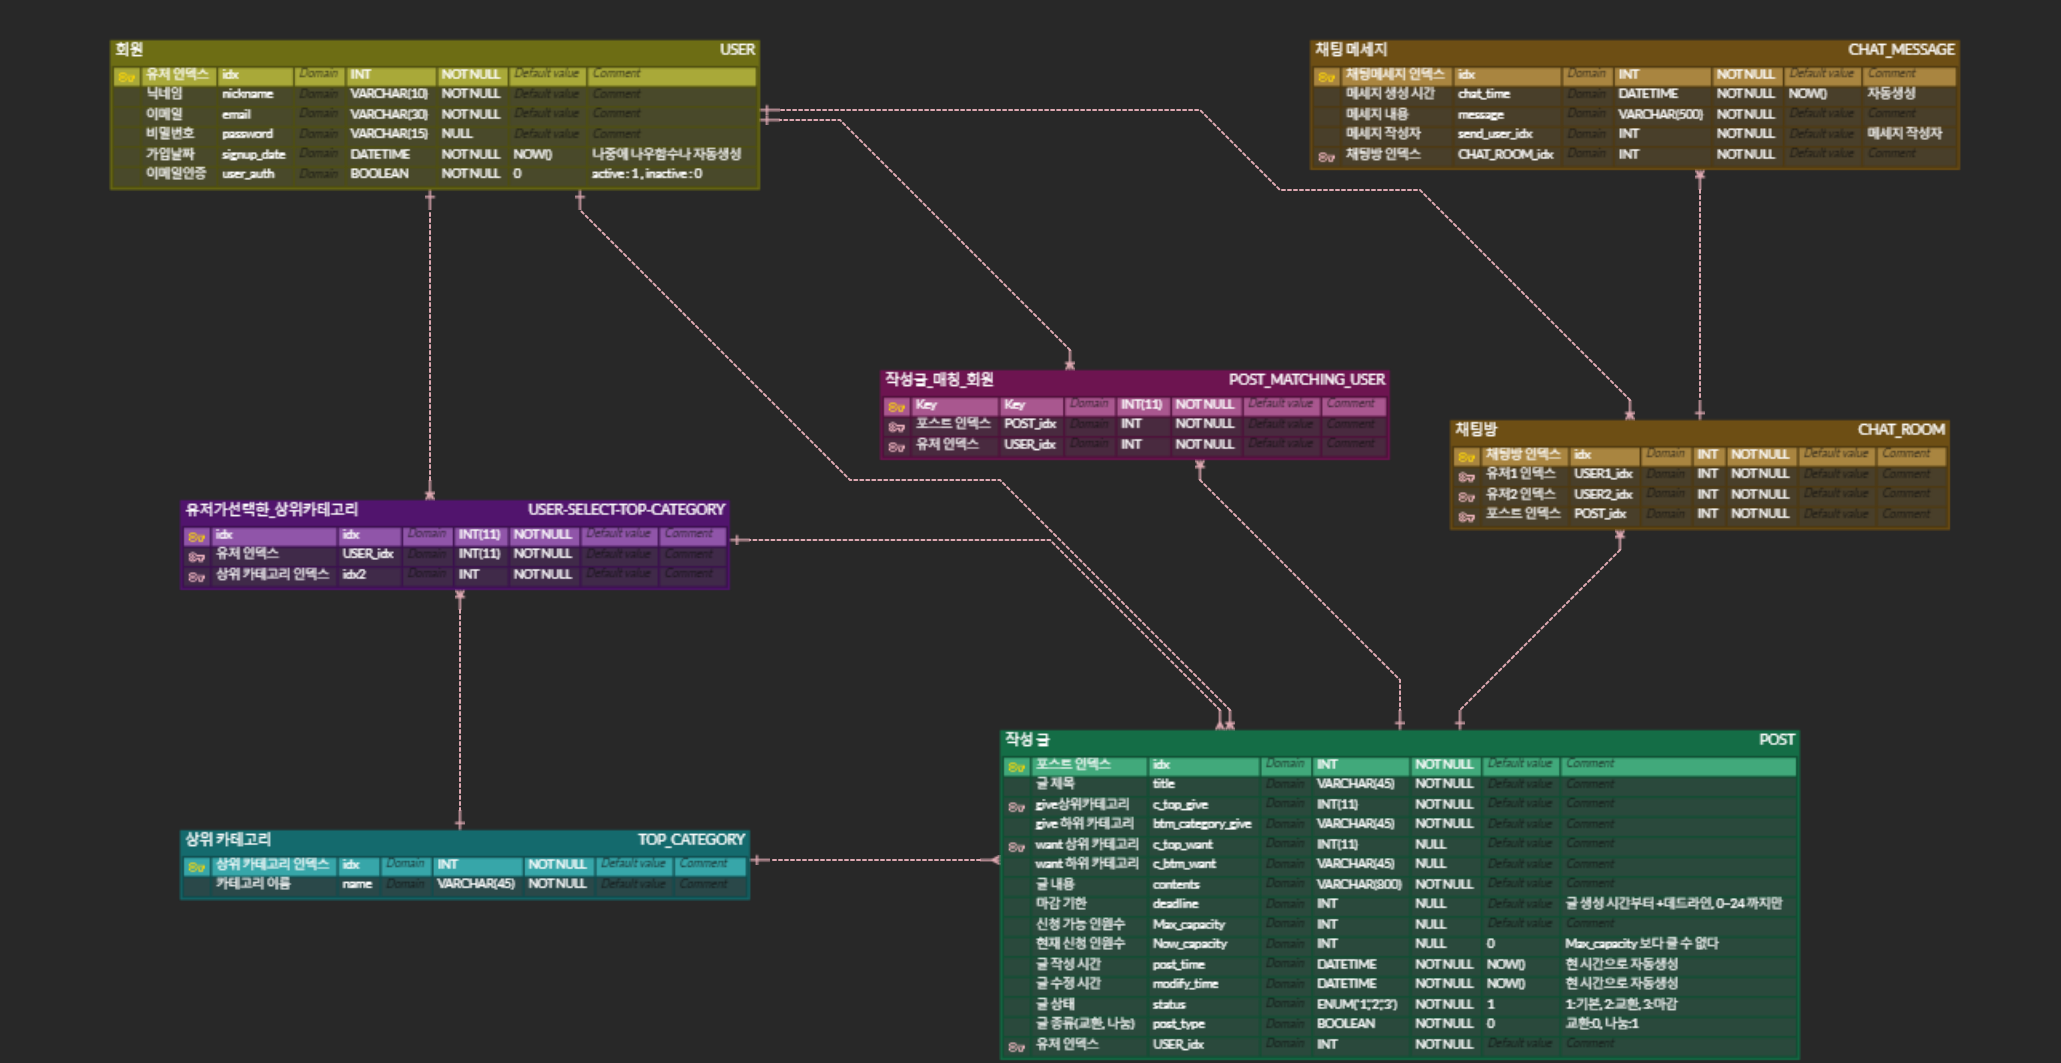 회원 USER
유저 인덱스 idx Domain INT NOT NULL Default value Comment
닉네임 nickname Domain VARCHAR(10) NOT NULL Default value Comment
이메일 email Domain VARCHAR(30) NOT NULL Default value Comment
비밀번호 password Domain VARCHAR(15) NULL Default value Comment
가입날짜 signup_date Domain DATETIME NOT NULL NOW() 나중에 나우함수나 자동생성
이메일인증 user_auth Domain BOOLEAN NOT NULL 0 active : 1 , inactive : 0
채팅 메세지 CHAT_MESSAGE
채팅메세지 인덱스 idx Domain INT NOT NULL Default value Comment
메세지 생성 시간 chat_time Domain DATETIME NOT NULL NOW() 자동생성
메세지 내용 message Domain VARCHAR(500) NOT NULL Default value Comment
메세지 작성자 send_user_idx Domain INT NOT NULL Default value 메세지 작성자
채팅방 인덱스 CHAT_ROOM_idx Domain INT NOT NULL Default value Comment
작성글_매칭_회원 POST_MATCHING_USER
Key Key Domain INT(11) NOT NULL Default value Comment
포스트 인덱스 POST_idx Domain INT NOT NULL Default value Comment
유저 인덱스 USER_idx Domain INT NOT NULL Default value Comment
채팅방 CHAT_ROOM
채팅방 인덱스 idx Domain INT NOT NULL Default value Comment
유저1 인덱스 USER1_idx Domain INT NOT NULL Default value Comment
유저2 인덱스 USER2_idx Domain INT NOT NULL Default value Comment
포스트 인덱스 POST_idx Domain INT NOT NULL Default value Comment
유저가선택한_상위카테고리 USER-SELECT-TOP-CATEGORY
idx idx Domain INT(11) NOT NULL Default value Comment
유저 인덱스 USER_idx Domain INT(11) NOT NULL Default value Comment
상위 카테고리 인덱스 idx2 Domain INT NOT NULL Default value Comment
상위 카테고리 TOP_CATEGORY
상위 카테고리 인덱스 idx Domain INT NOT NULL Default value Comment
카테고리 이름 name Domain VARCHAR(45) NOT NULL Default value Comment
작성 글 POST
포스트 인덱스 idx Domain INT NOT NULL Default value Comment
글 제목 title Domain VARCHAR(45) NOT NULL Default value Comment
give상위카테고리 c_top_give Domain INT(11) NOT NULL Default value Comment
give 하위 카테고리 btm_category_give Domain VARCHAR(45) NOT NULL Default value Comment
want 상위 카테고리 c_top_want Domain INT(11) NULL Default value Comment
want 하위 카테고리 c_btm_want Domain VARCHAR(45) NULL Default value Comment
글 내용 contents Domain VARCHAR(800) NOT NULL Default value Comment
마감 기한 deadline Domain INT NULL Default value 글 생성 시간부터 +데드라인, 0~24 까지만
신청 가능 인원수 Max_capacity Domain INT NULL Default value Comment
현재 신청 인원수 Now_capacity Domain INT NULL 0 Max_capacity 보다 클 수 없다
글 작성 시간 post_time Domain DATETIME NOT NULL NOW() 현 시간으로 자동생성
글 수정 시간 modify_time Domain DATETIME NOT NULL NOW() 현 시간으로 자동생성
글 상태 status Domain ENUM('1','2','3') NOT NULL 1 1:기본, 2:교환, 3:마감
글 종류(교환, 나눔) post_type Domain BOOLEAN NOT NULL 0 교환:0, 나눔:1
유저 인덱스 USER_idx Domain INT NOT NULL Default value Comment